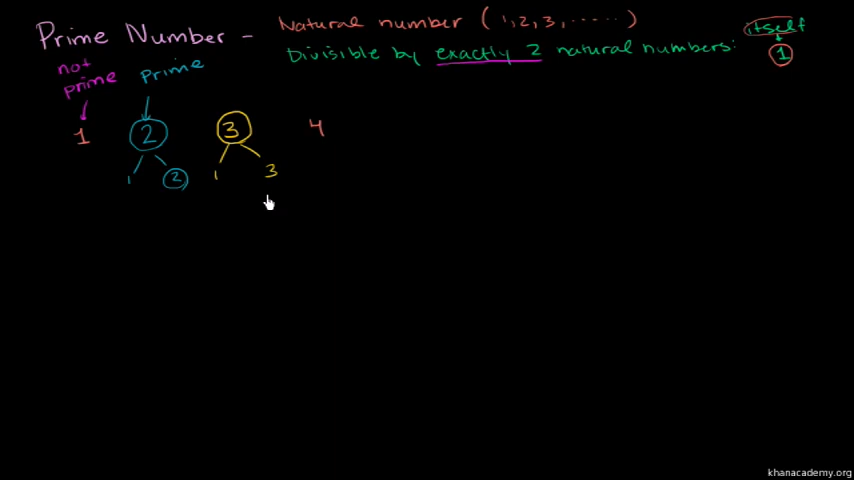 Prime Number - Natural number (1,2,3,.....)
Divisible by exactly 2 natural numbers: itself
1
not prime
prime
1 2 3 4
1 2 1 3
khanacademy.org